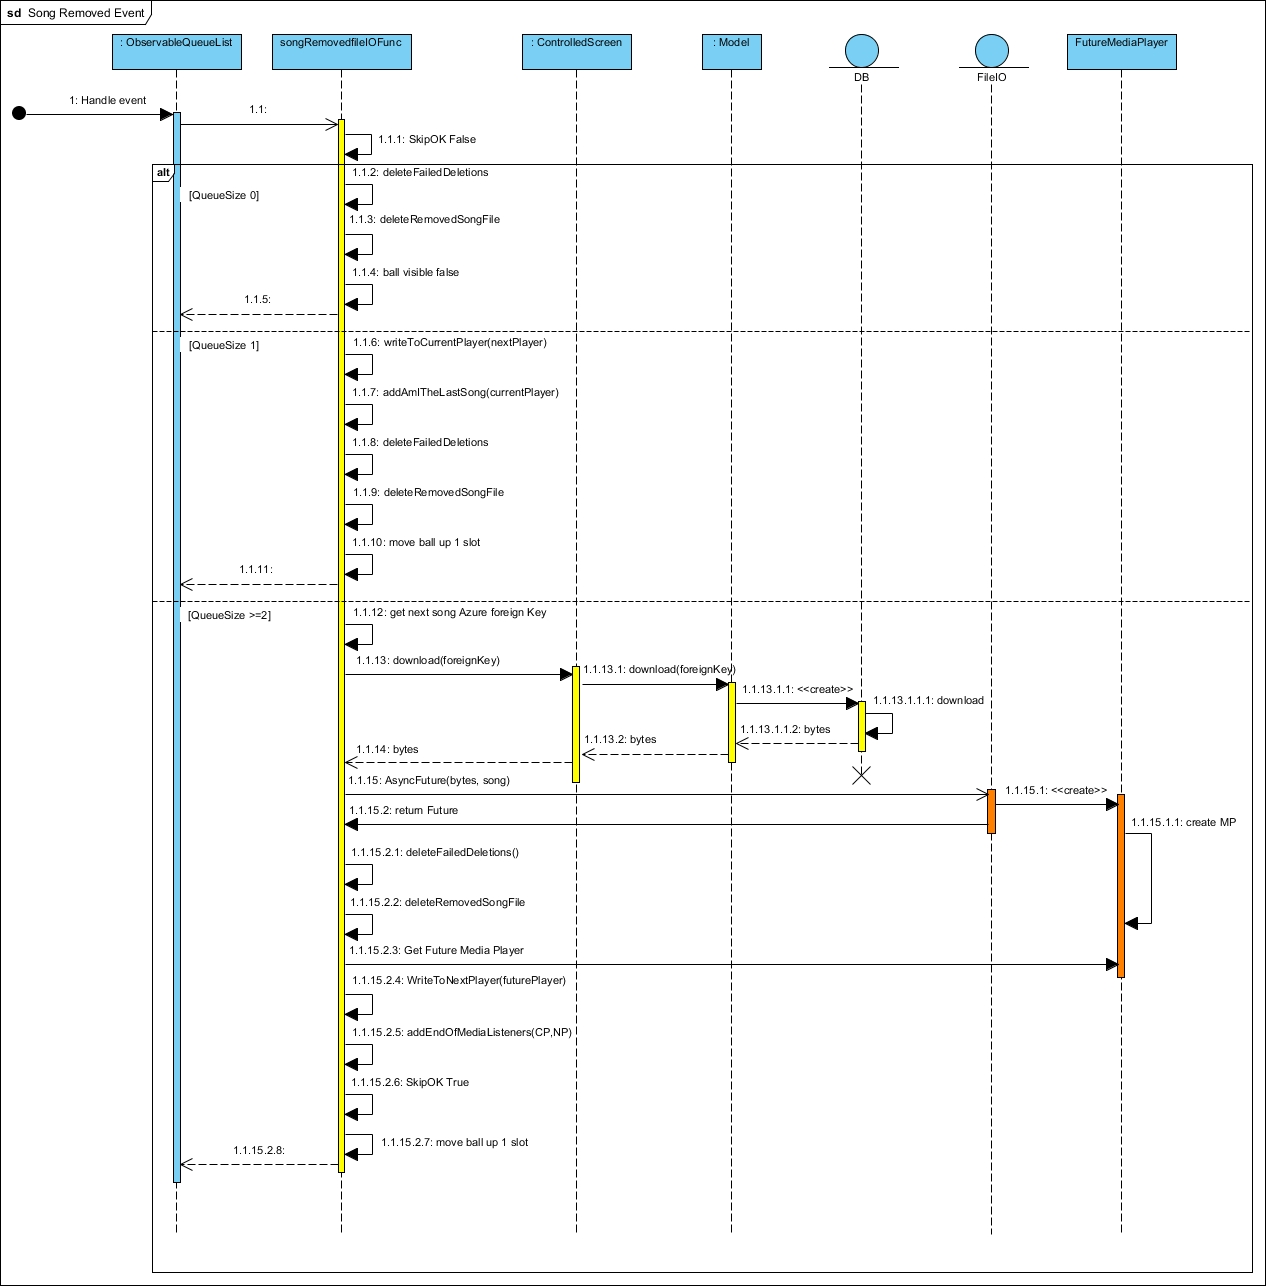 sd Song Removed Event
: ObservableQueueList
songRemovedfileIOFunc
: ControlledScreen
: Model
DB
FileIO
FutureMediaPlayer
1: Handle event
1.1:
1.1.1: SkipOK False
alt
1.1.2: deleteFailedDeletions
[QueueSize 0]
1.1.3: deleteRemovedSongFile
1.1.4: ball visible false
1.1.5:
[QueueSize 1]
1.1.6: writeToCurrentPlayer(nextPlayer)
1.1.7: addAmITheLastSong(currentPlayer)
1.1.8: deleteFailedDeletions
1.1.9: deleteRemovedSongFile
1.1.10: move ball up 1 slot
1.1.11:
[QueueSize >=2]
1.1.12: get next song Azure foreign Key
1.1.13: download(foreignKey)
1.1.13.1: download(foreignKey)
1.1.13.1.1: <<create>>
1.1.13.1.1.1: download
1.1.13.1.1.2: bytes
1.1.13.2: bytes
1.1.14: bytes
1.1.15: AsyncFuture(bytes, song)
1.1.15.1: <<create>>
1.1.15.2: return Future
1.1.15.1.1: create MP
1.1.15.2.1: deleteFailedDeletions()
1.1.15.2.2: deleteRemovedSongFile
1.1.15.2.3: Get Future Media Player
1.1.15.2.4: WriteToNextPlayer(futurePlayer)
1.1.15.2.5: addEndOfMediaListeners(CP,NP)
1.1.15.2.6: SkipOK True
1.1.15.2.7: move ball up 1 slot
1.1.15.2.8: